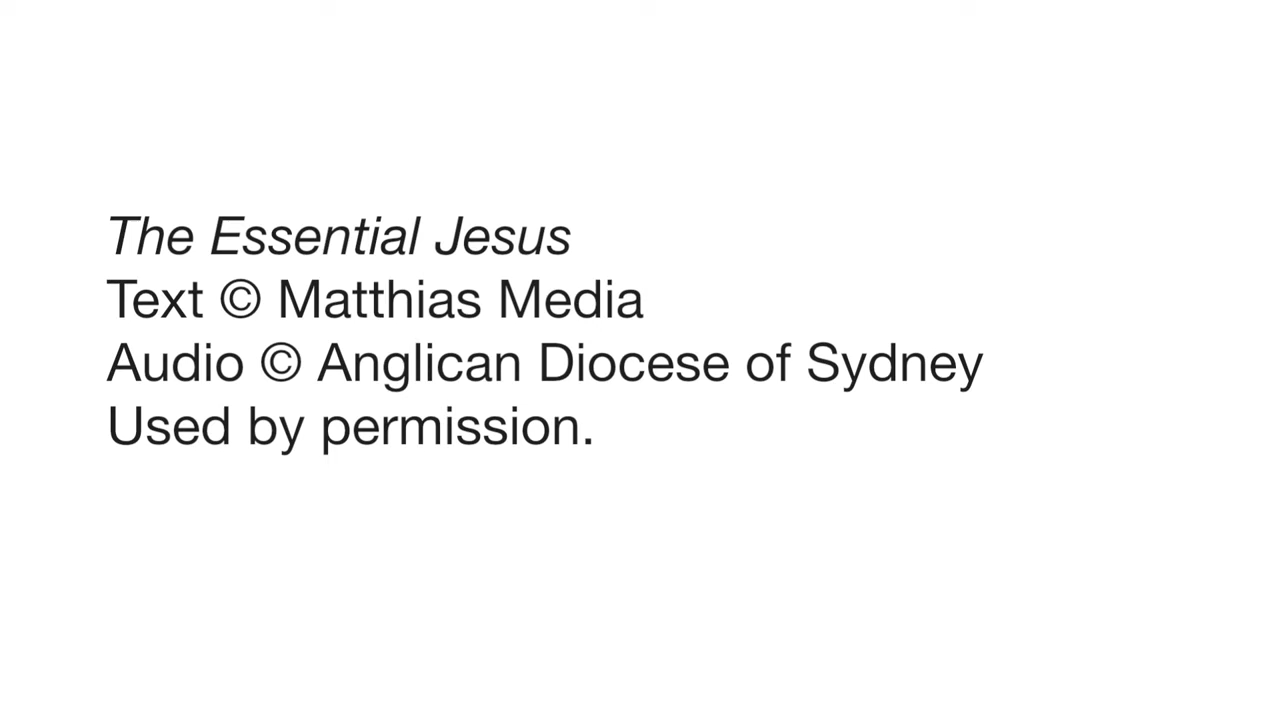 The Essential Jesus
Text © Matthias Media
Audio © Anglican Diocese of Sydney
Used by permission.